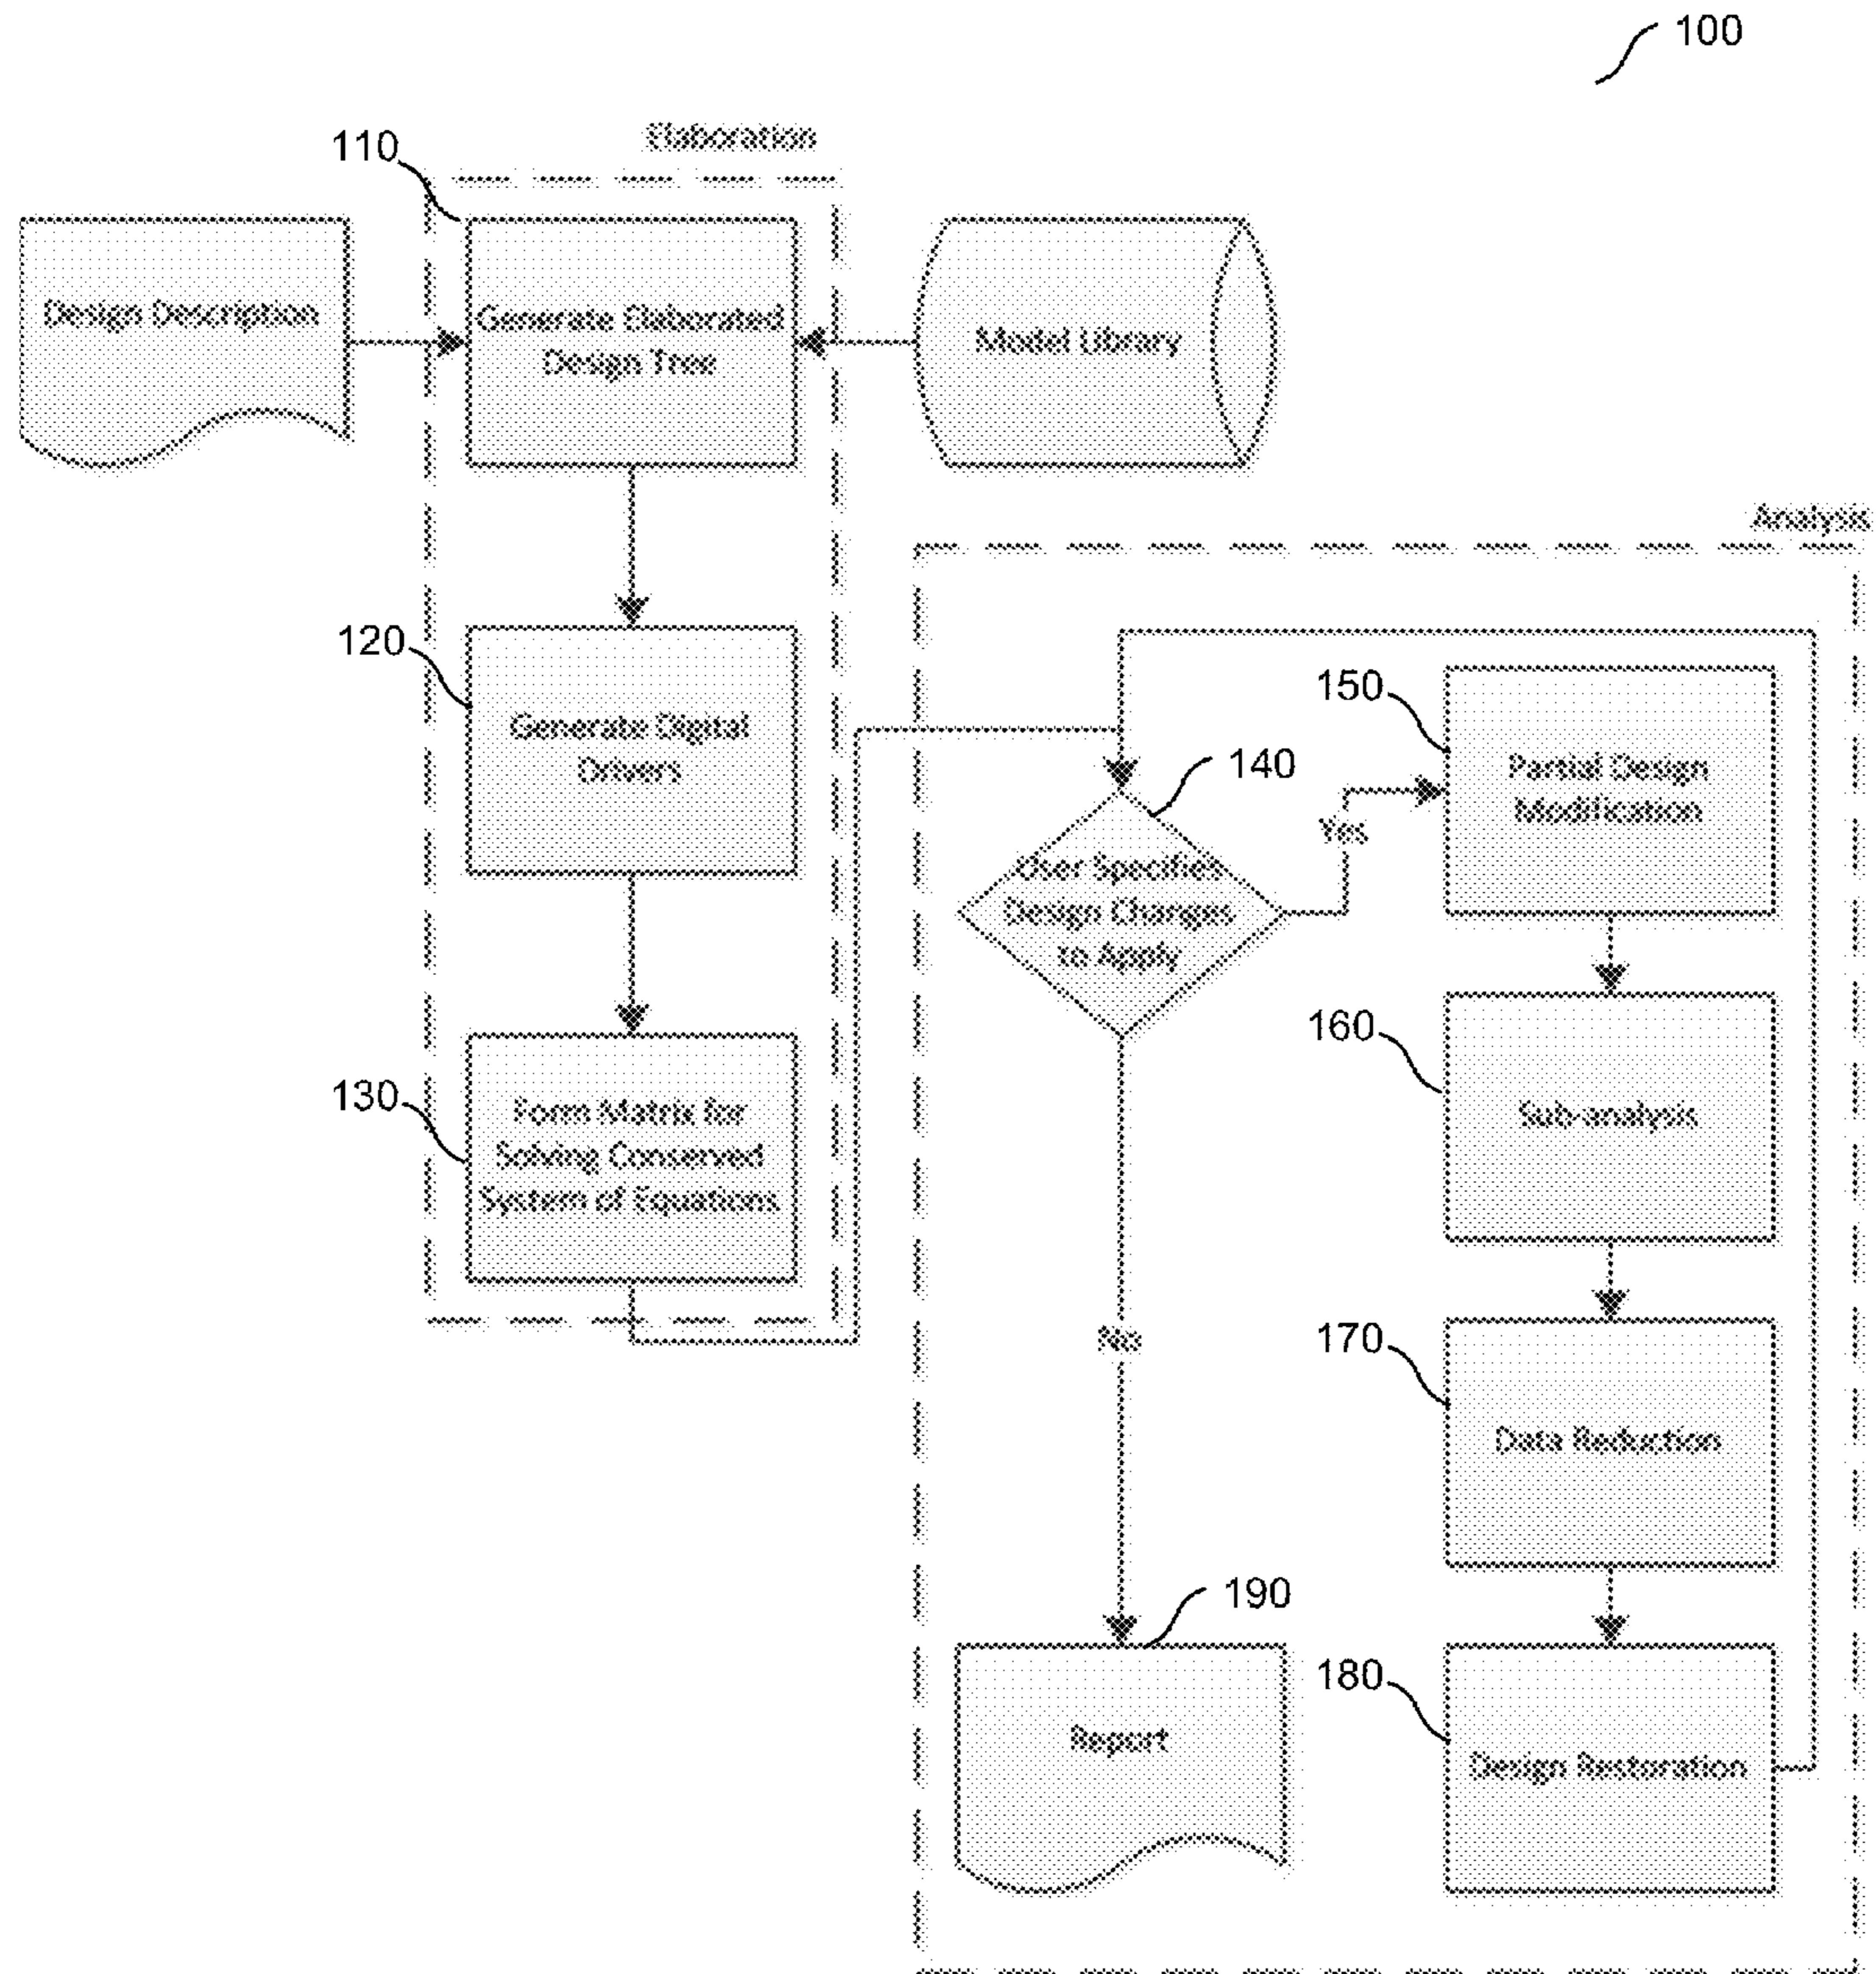 100
Elaboration
110
Design Description
Generate Elaborated
Design Tree
Model Library
Analysis
120
Generate Digital
Drivers
130
Form Matrix for
Solving Conserved
System of Equations
140
User Specifies
Design Changes
to Apply
Yes
No
150
Partial Design
Modification
160
Sub-analysis
170
Data Reduction
180
Design Restoration
190
Report